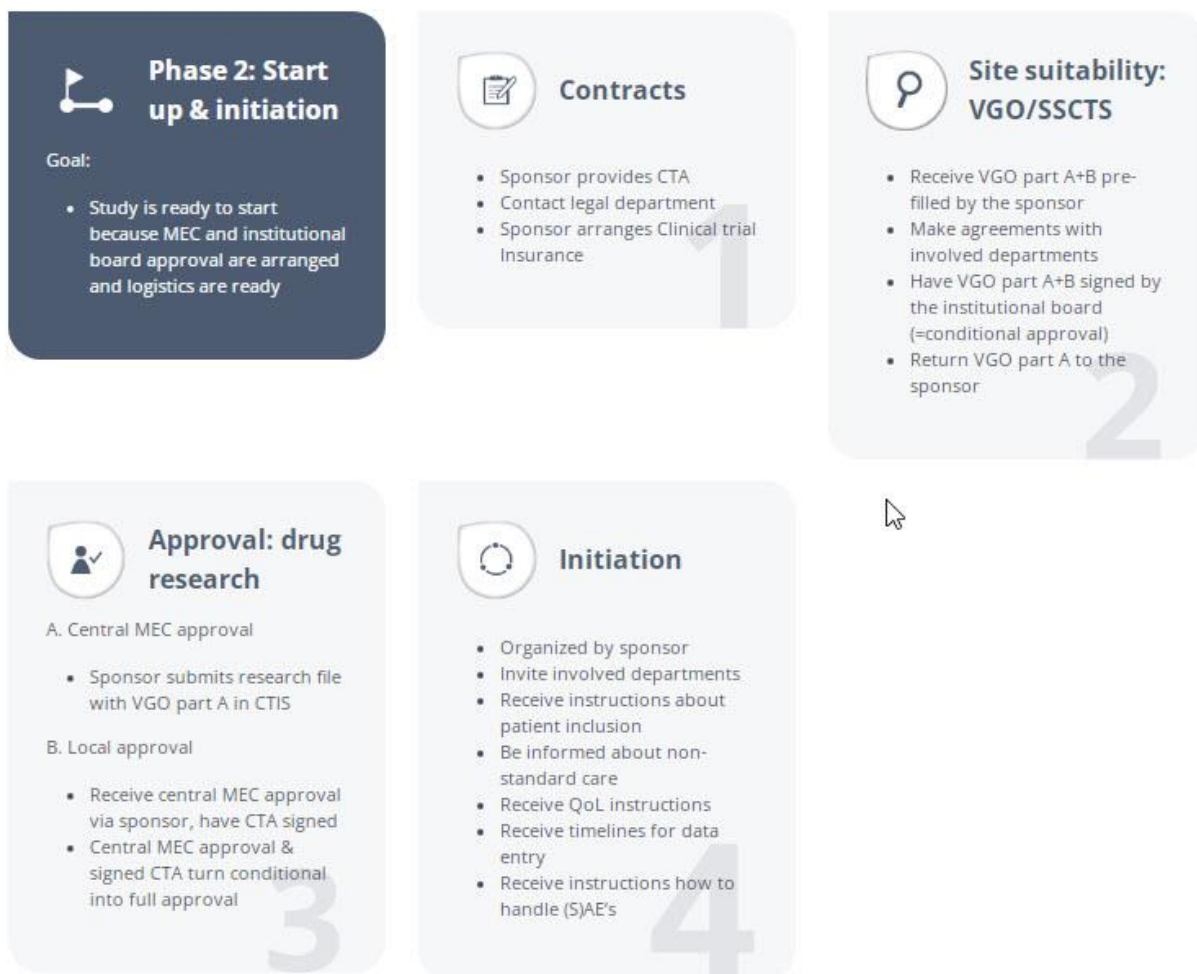 Phase 2: Start
up & initiation
Goal:
• Study is ready to start
because MEC and institutional
board approval are arranged
and logistics are ready
Contracts
• Sponsor provides CTA
• Contact legal department
• Sponsor arranges Clinical trial
Insurance
1
Site suitability:
VGO/SSCTS
• Receive VGO part A+B pre-
filled by the sponsor
• Make agreements with
involved departments
• Have VGO part A+B signed by
the institutional board
(=conditional approval)
• Return VGO part A to the
sponsor
2
Approval: drug
research
A. Central MEC approval
• Sponsor submits research file
with VGO part A in CTIS
B. Local approval
• Receive central MEC approval
via sponsor, have CTA signed
• Central MEC approval &
signed CTA turn conditional
into full approval
3
Initiation
• Organized by sponsor
• Invite involved departments
• Receive instructions about
patient inclusion
• Be informed about non-
standard care
• Receive QoL instructions
• Receive timelines for data
entry
• Receive instructions how to
handle (S)AE's
4